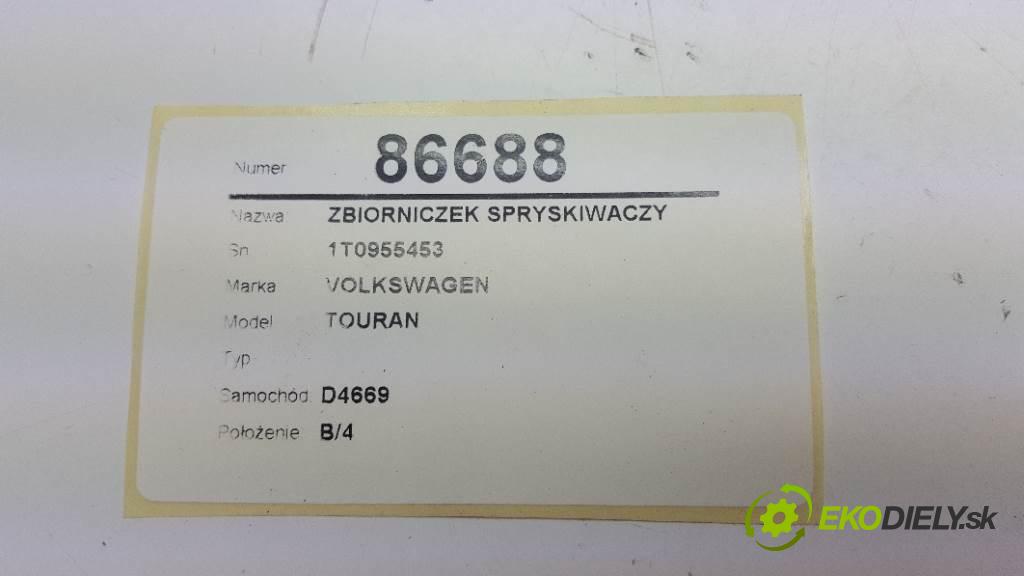 Numer 86688
Nazwa ZBIORNICZEK SPRYSKIWACZY
Sn 1T0955453
Marka VOLKSWAGEN
Model TOURAN
Typ
Samochód: D4669
Położenie B/4
EKODIELY.sk